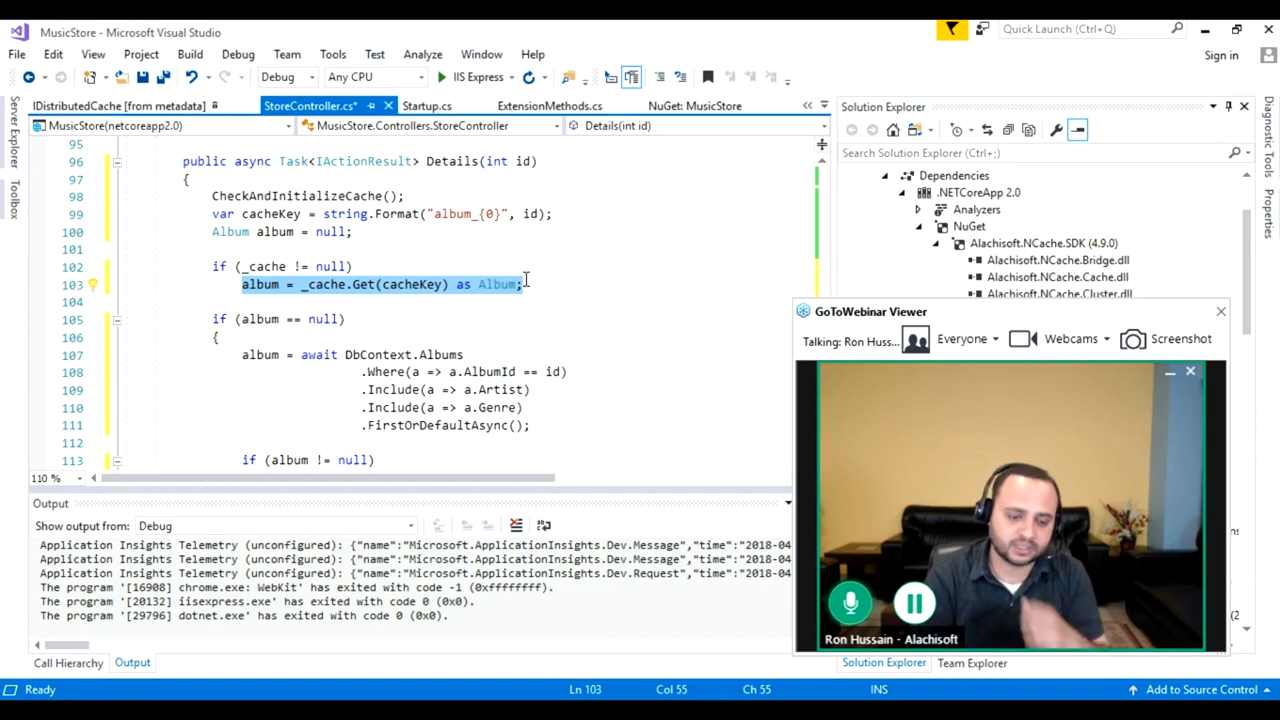 MusicStore - Microsoft Visual Studio
Quick Launch (Ctrl+Q)
File Edit View Project Build Debug Team Tools Test Analyze Window Help
Sign in
Debug Any CPU IIS Express
Server Explorer
Toolbox
IDistributedCache [from metadata] StoreController.cs* Startup.cs ExtensionMethods.cs NuGet: MusicStore
MusicStore(netcoreapp2.0) MusicStore.Controllers.StoreController Details(int id)
95
96 public async Task<IActionResult> Details(int id)
97 {
98 CheckAndInitializeCache();
99 var cacheKey = string.Format("album_{0}", id);
100 Album album = null;
101
102 if (_cache != null)
103 album = _cache.Get(cacheKey) as Album;
104
105 if (album == null)
106 {
107 album = await DbContext.Albums
108 .Where(a => a.AlbumId == id)
109 .Include(a => a.Artist)
110 .Include(a => a.Genre)
111 .FirstOrDefaultAsync();
112
113 if (album != null)
110 %
Output
Show output from: Debug
Application Insights Telemetry (unconfigured): {"name":"Microsoft.ApplicationInsights.Dev.Message","time":"2018-04
Application Insights Telemetry (unconfigured): {"name":"Microsoft.ApplicationInsights.Dev.Message","time":"2018-04
Application Insights Telemetry (unconfigured): {"name":"Microsoft.ApplicationInsights.Dev.Request","time":"2018-04
The program '[16908] chrome.exe: WebKit' has exited with code -1 (0xffffffff).
The program '[20132] iisexpress.exe' has exited with code 0 (0x0).
The program '[29796] dotnet.exe' has exited with code 0 (0x0).
Call Hierarchy Output
Solution Explorer
Search Solution Explorer (Ctrl+;)
Dependencies
.NETCoreApp 2.0
Analyzers
NuGet
Alachisoft.NCache.SDK (4.9.0)
Alachisoft.NCache.Bridge.dll
Alachisoft.NCache.Cache.dll
Alachisoft.NCache.Cluster.dll
Diagnostic Tools
Properties
GoToWebinar Viewer
Talking: Ron Huss... Everyone Webcams Screenshot
Ron Hussain - Alachisoft
Solution Explorer Team Explorer
Ready Ln 103 Col 55 Ch 55 INS Add to Source Control